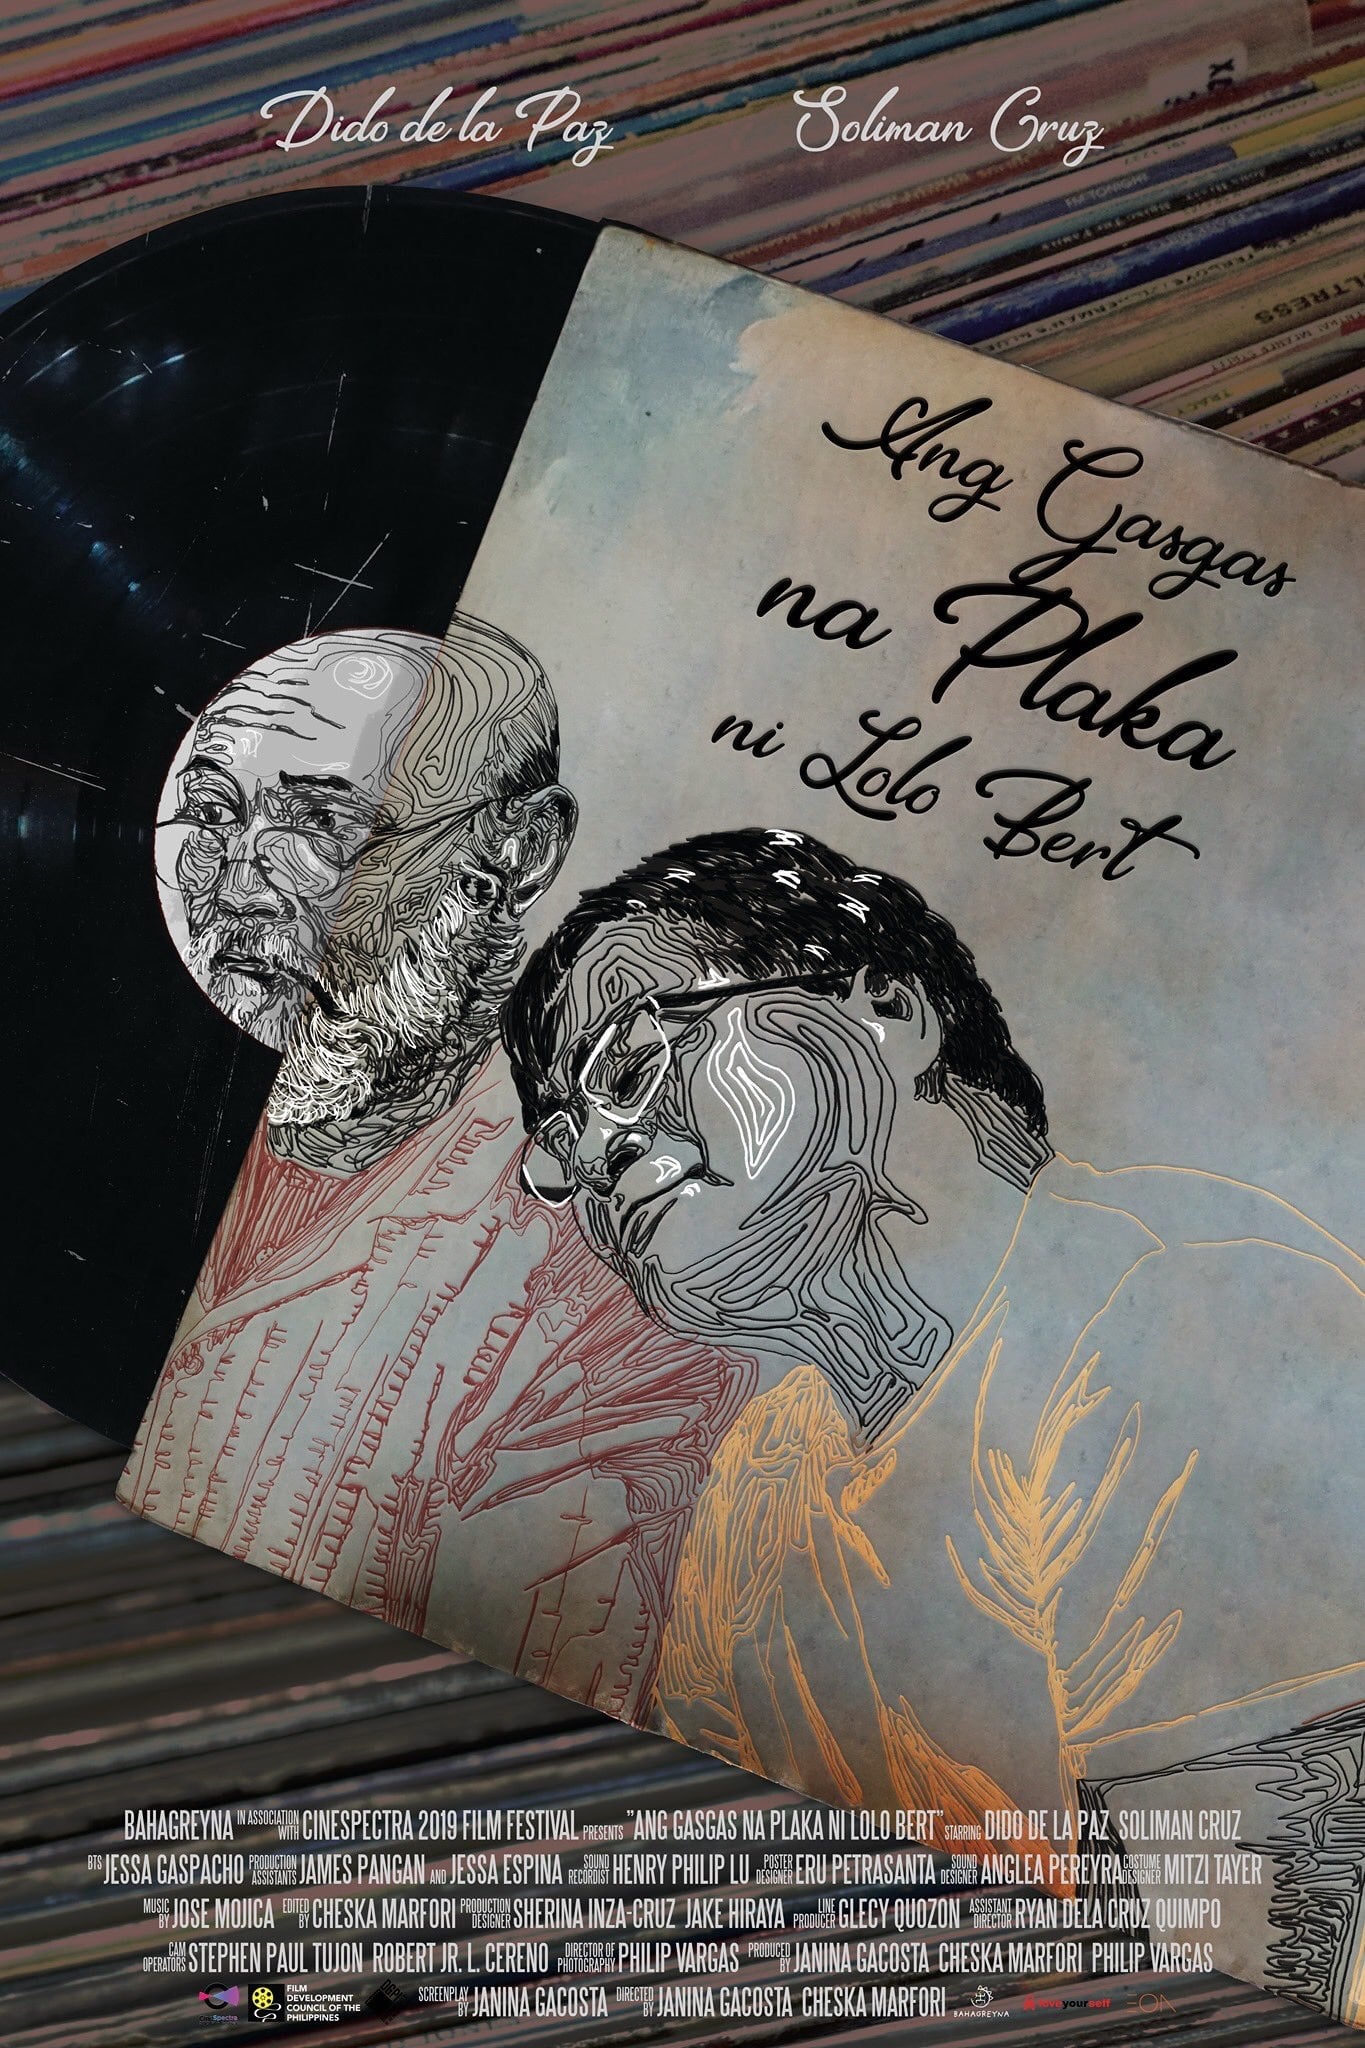 Dido de la Paz Soliman Cruz
Ang Gasgas
na Plaka
ni Lolo Bert
LTRESS
TRACY
BAHAGREYNA IN ASSOCIATION WITH CINESPECTRA 2019 FILM FESTIVAL PRESENTS "ANG GASGAS NA PLAKA NI LOLO BERT" STARRING DIDO DE LA PAZ SOLIMAN CRUZ
BTS JESSA GASPACHO PRODUCTION ASSISTANTS JAMES PANGAN AND JESSA ESPINA SOUND RECORDIST HENRY PHILIP LU POSTER DESIGNER ERU PETRASANTA SOUND DESIGNER ANGLEA PEREYRA COSTUME DESIGNER MITZI TAYER
MUSIC BY JOSE MOJICA EDITED BY CHESKA MARFORI PRODUCTION DESIGNER SHERINA INZA-CRUZ JAKE HIRAYA LINE PRODUCER GLECY QUOZON ASSISTANT DIRECTOR RYAN DELA CRUZ QUIMPO
CAM OPERATORS STEPHEN PAUL TUJON ROBERT JR. L. CERENO DIRECTOR OF PHOTOGRAPHY PHILIP VARGAS PRODUCED BY JANINA GACOSTA CHESKA MARFORI PHILIP VARGAS
CineSpectra FILM DEVELOPMENT COUNCIL OF THE PHILIPPINES SCREENPLAY BY JANINA GACOSTA DIRECTED BY JANINA GACOSTA CHESKA MARFORI BAHAGREYNA loveyourself EON